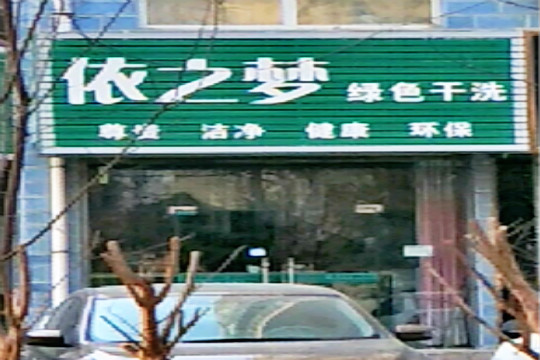 依之梦 绿色干洗
尊贵 洁净 健康 环保